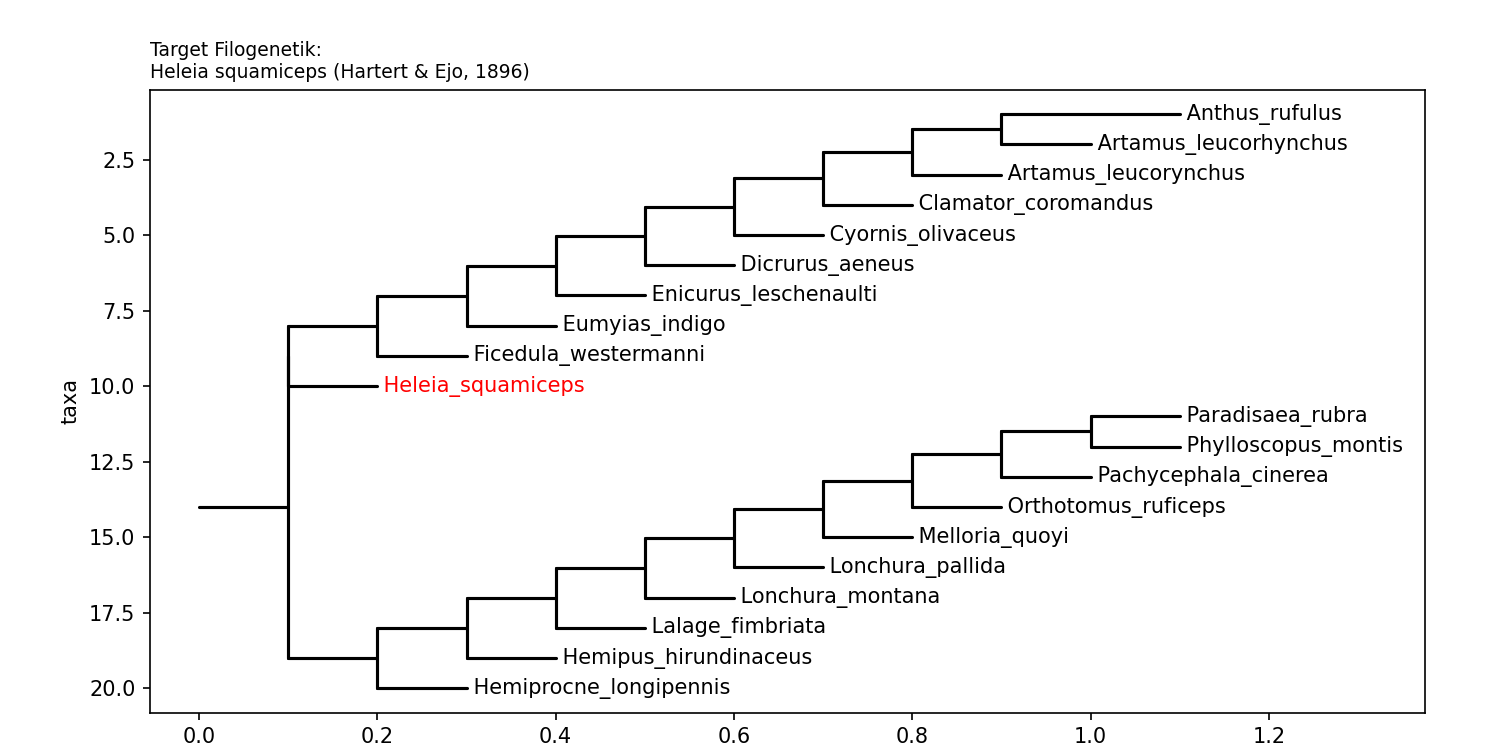 Target Filogenetik:
Heleia squamiceps (Hartert & Ejo, 1896)
Anthus_rufulus
Artamus_leucorhynchus
2.5
Artamus_leucorynchus
Clamator_coromandus
5.0
Cyornis_olivaceus
Dicrurus_aeneus
Enicurus_leschenaulti
7.5
Eumyias_indigo
Ficedula_westermanni
taxa
10.0
Heleia_squamiceps
Paradisaea_rubra
Phylloscopus_montis
12.5
Pachycephala_cinerea
Orthotomus_ruficeps
15.0
Melloria_quoyi
Lonchura_pallida
Lonchura_montana
17.5
Lalage_fimbriata
Hemipus_hirundinaceus
20.0
Hemiprocne_longipennis
0.0 0.2 0.4 0.6 0.8 1.0 1.2